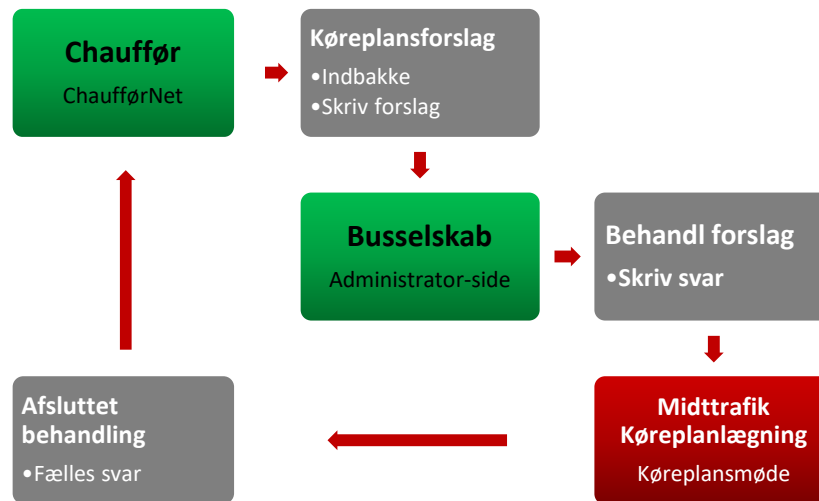 Chauffør
ChaufførNet
Køreplansforslag
•Indbakke
•Skriv forslag
Busselskab
Administrator-side
Behandl forslag
•Skriv svar
Midttrafik
Køreplanlægning
Køreplansmøde
Afsluttet
behandling
•Fælles svar